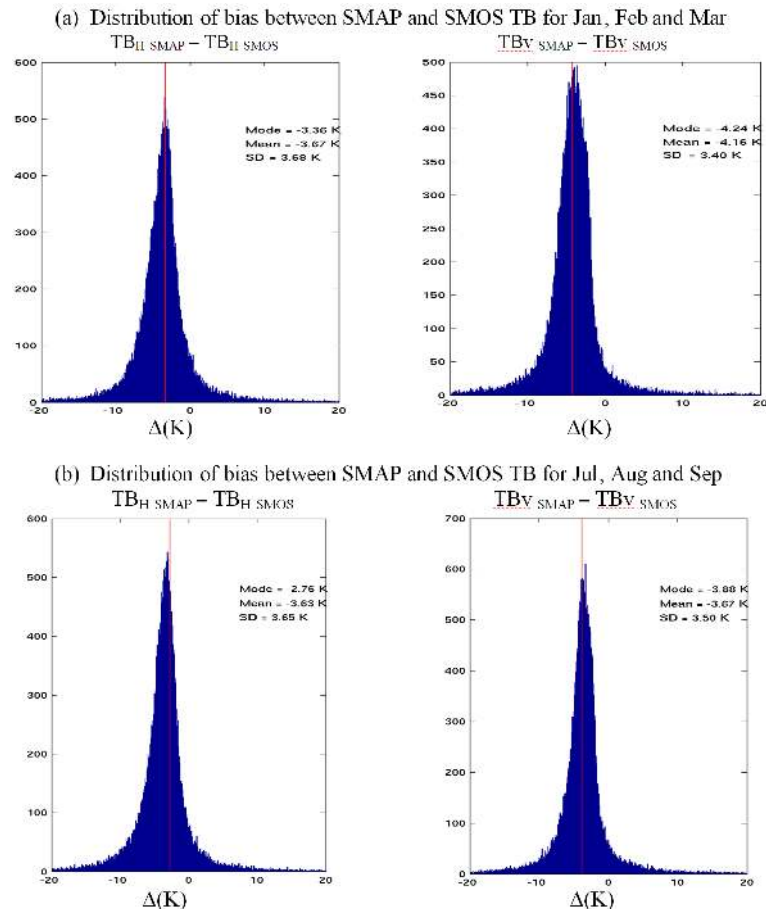 (a) Distribution of bias between SMAP and SMOS TB for Jan, Feb and Mar
TBH SMAP – TBH SMOS
TBv SMAP – TBv SMOS
600
500
400
300
200
100
0
-20
-10
0
10
20
Mode = -3.36 K
Mean = -3.67 K
SD = 3.68 K
Δ(K)
500
450
400
350
300
250
200
150
100
50
0
-20
-10
0
10
20
Mode = -4.24 K
Mean = -4.16 K
SD = 3.40 K
Δ(K)
(b) Distribution of bias between SMAP and SMOS TB for Jul, Aug and Sep
TBH SMAP – TBH SMOS
TBv SMAP – TBv SMOS
600
500
400
300
200
100
0
-20
-10
0
10
20
Mode = 2.76 K
Mean = -3.63 K
SD = 3.65 K
Δ(K)
700
600
500
400
300
200
100
0
-20
-10
0
10
20
Mode = -3.88 K
Mean = -3.67 K
SD = 3.50 K
Δ(K)